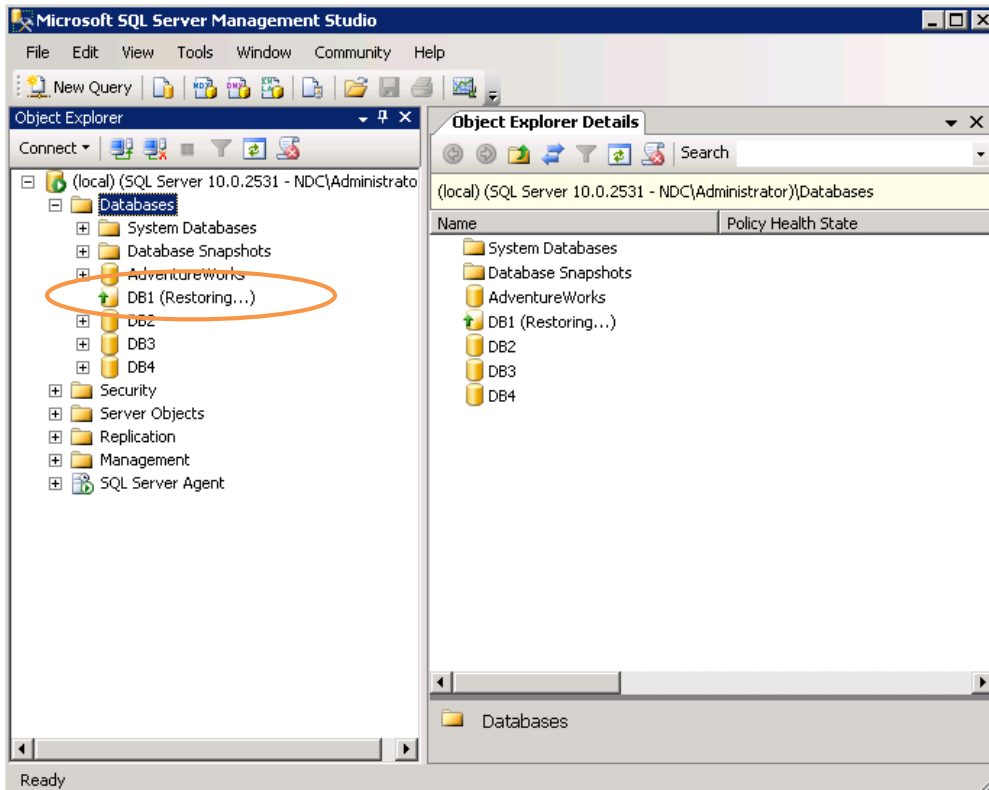 Microsoft SQL Server Management Studio
File Edit View Tools Window Community Help
New Query
Object Explorer
Connect
(local) (SQL Server 10.0.2531 - NDC\Administrato
Databases
System Databases
Database Snapshots
AdventureWorks
DB1 (Restoring...)
DB2
DB3
DB4
Security
Server Objects
Replication
Management
SQL Server Agent
Object Explorer Details
Search
(local) (SQL Server 10.0.2531 - NDC\Administrator)\Databases
Name Policy Health State
System Databases
Database Snapshots
AdventureWorks
DB1 (Restoring...)
DB2
DB3
DB4
Databases
Ready